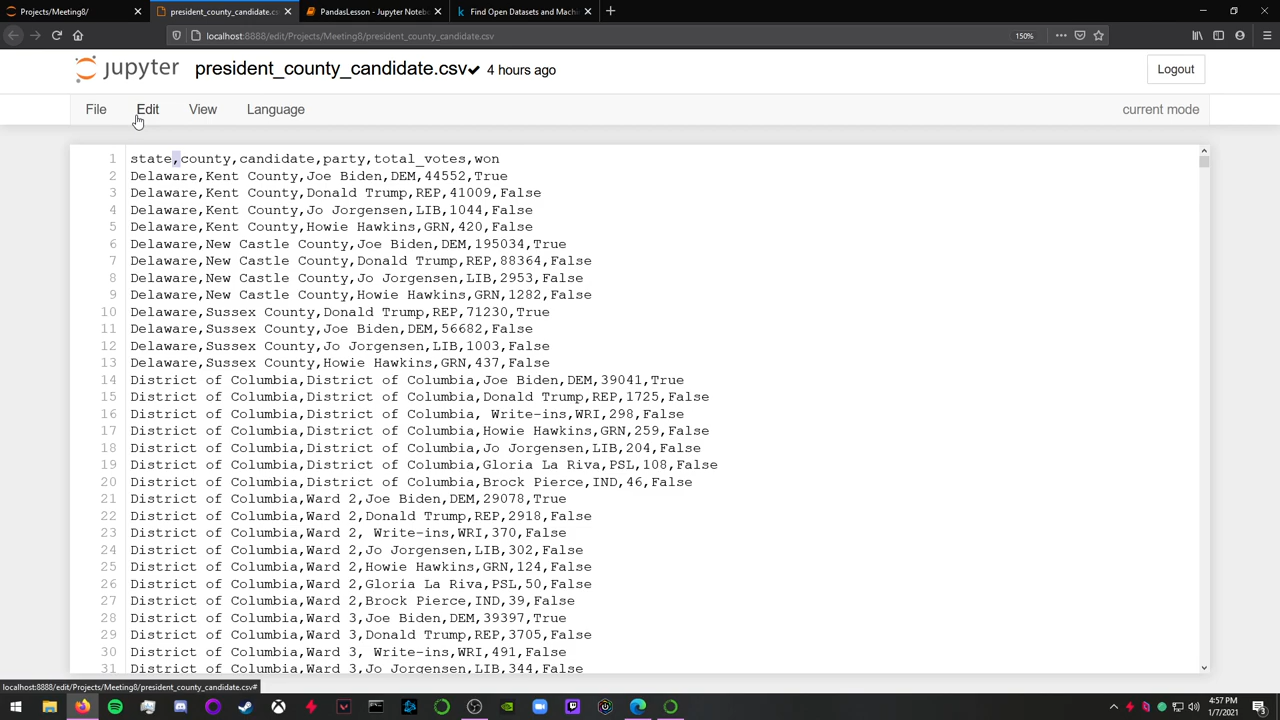 Projects/Meeting8/
president_county_candidate.cs
PandasLesson - Jupyter Noteb
Find Open Datasets and Machi
localhost:8888/edit/Projects/Meeting8/president_county_candidate.csv
150%
jupyter president_county_candidate.csv 4 hours ago
Logout
File Edit View Language current mode
1 state,county,candidate,party,total_votes,won
2 Delaware,Kent County,Joe Biden,DEM,44552,True
3 Delaware,Kent County,Donald Trump,REP,41009,False
4 Delaware,Kent County,Jo Jorgensen,LIB,1044,False
5 Delaware,Kent County,Howie Hawkins,GRN,420,False
6 Delaware,New Castle County,Joe Biden,DEM,195034,True
7 Delaware,New Castle County,Donald Trump,REP,88364,False
8 Delaware,New Castle County,Jo Jorgensen,LIB,2953,False
9 Delaware,New Castle County,Howie Hawkins,GRN,1282,False
10 Delaware,Sussex County,Donald Trump,REP,71230,True
11 Delaware,Sussex County,Joe Biden,DEM,56682,False
12 Delaware,Sussex County,Jo Jorgensen,LIB,1003,False
13 Delaware,Sussex County,Howie Hawkins,GRN,437,False
14 District of Columbia,District of Columbia,Joe Biden,DEM,39041,True
15 District of Columbia,District of Columbia,Donald Trump,REP,1725,False
16 District of Columbia,District of Columbia, Write-ins,WRI,298,False
17 District of Columbia,District of Columbia,Howie Hawkins,GRN,259,False
18 District of Columbia,District of Columbia,Jo Jorgensen,LIB,204,False
19 District of Columbia,District of Columbia,Gloria La Riva,PSL,108,False
20 District of Columbia,District of Columbia,Brock Pierce,IND,46,False
21 District of Columbia,Ward 2,Joe Biden,DEM,29078,True
22 District of Columbia,Ward 2,Donald Trump,REP,2918,False
23 District of Columbia,Ward 2, Write-ins,WRI,370,False
24 District of Columbia,Ward 2,Jo Jorgensen,LIB,302,False
25 District of Columbia,Ward 2,Howie Hawkins,GRN,124,False
26 District of Columbia,Ward 2,Gloria La Riva,PSL,50,False
27 District of Columbia,Ward 2,Brock Pierce,IND,39,False
28 District of Columbia,Ward 3,Joe Biden,DEM,39397,True
29 District of Columbia,Ward 3,Donald Trump,REP,3705,False
30 District of Columbia,Ward 3, Write-ins,WRI,491,False
31 District of Columbia,Ward 3,Jo Jorgensen,LIB,344,False
localhost:8888/edit/Projects/Meeting8/president_county_candidate.csv#
4:57 PM
1/7/2021